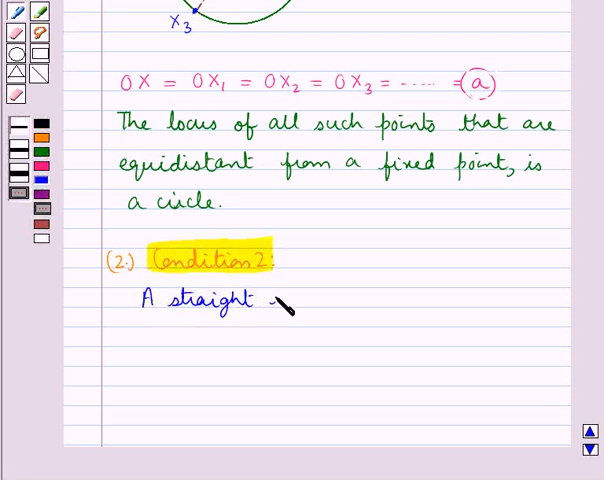 X₃
OX = OX₁ = OX₂ = OX₃ = ------ = a
The locus of all such points that are
equidistant from a fixed point, is
a circle.
(2.) Condition 2:
A straight